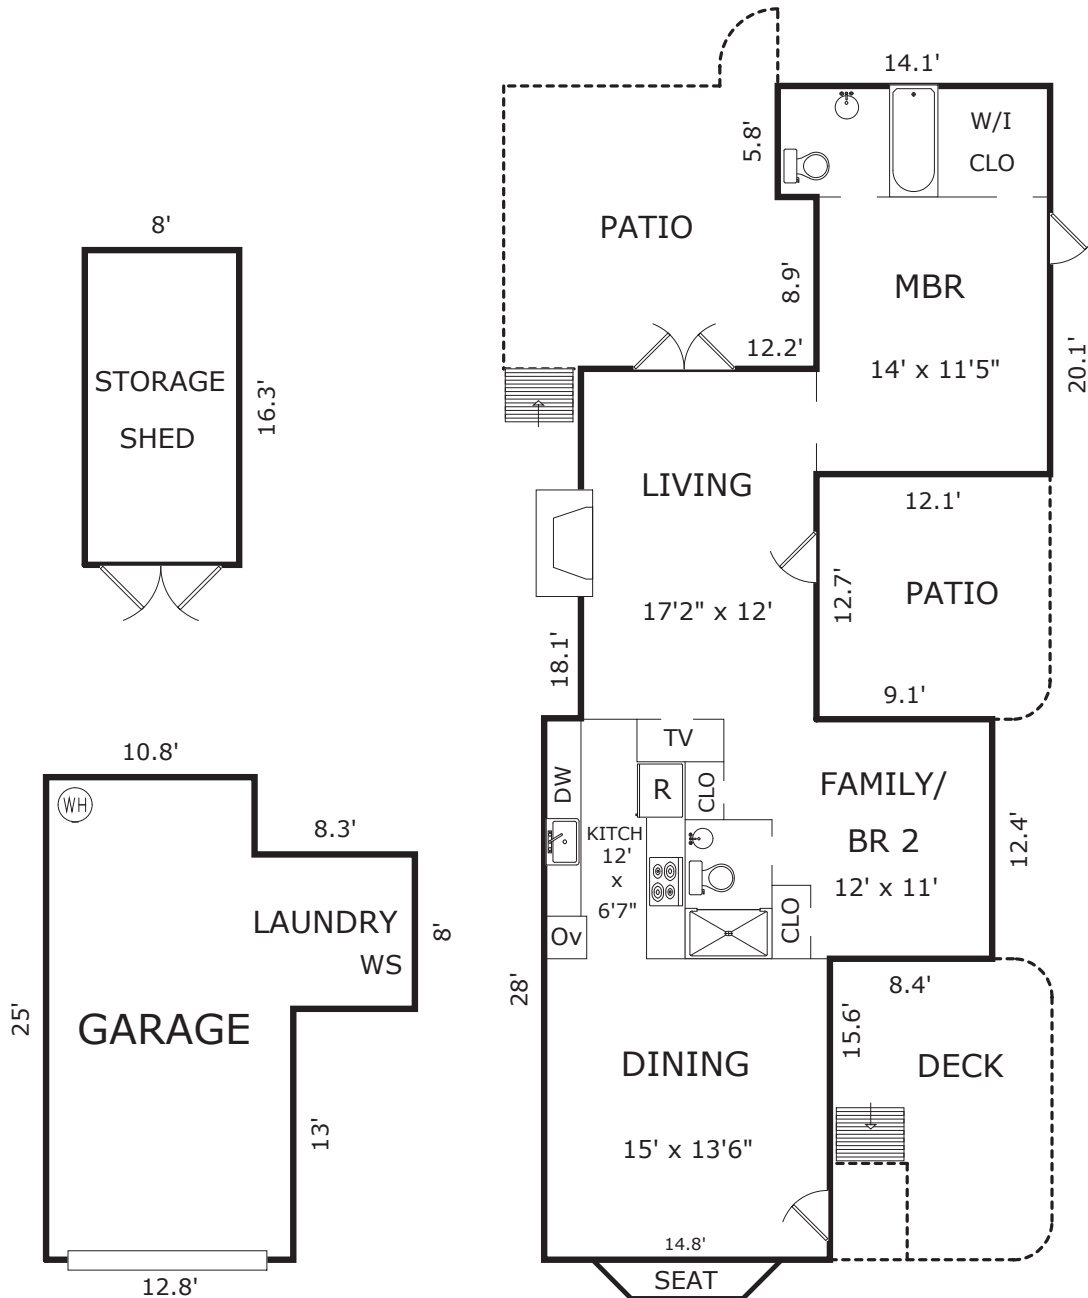 14.1'
W/I
CLO
5.8'
PATIO
8.9'
12.2'
MBR
14' x 11'5"
20.1'
8'
STORAGE
SHED
16.3'
LIVING
17'2" x 12'
18.1'
12.1'
12.7'
PATIO
9.1'
TV
DW
R
CLO
KITCH
12'
x
6'7"
Ov
CLO
FAMILY/
BR 2
12' x 11'
12.4'
28'
10.8'
WH
8.3'
LAUNDRY
WS
8'
25'
GARAGE
13'
12.8'
DINING
15' x 13'6"
14.8'
SEAT
8.4'
15.6'
DECK